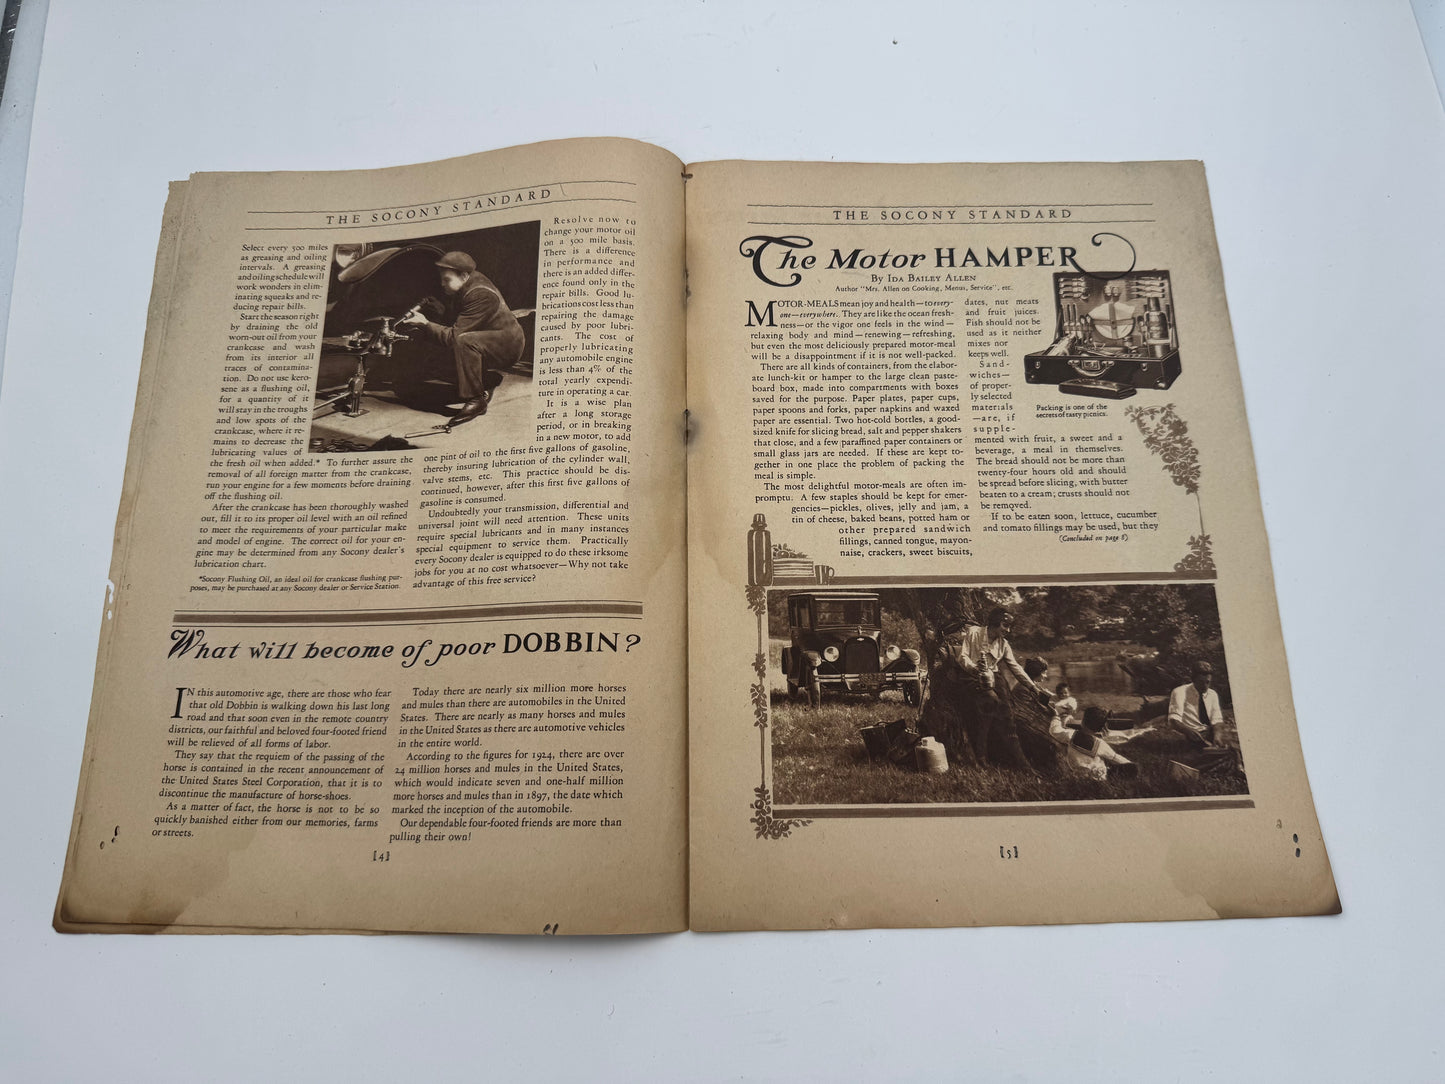 THE SOCONY STANDARD
Select every 500 miles
as greasing and oiling
intervals. A greasing
and oiling schedule will
work wonders in elim-
inating squeaks and re-
ducing repair bills.
Start the season right
by draining the old
worn-out oil from your
crankcase and wash
from its interior all
traces of contamina-
tion. Do not use kero-
sene as a flushing oil,
for a quantity of it
will stay in the troughs
and low spots of the
crankcase, where it re-
mains to decrease the
lubricating values of
the fresh oil when added.* To further assure the
removal of all foreign matter from the crankcase,
run your engine for a few moments before draining
off the flushing oil.
After the crankcase has been thoroughly washed
out, fill it to its proper oil level with an oil refined
to meet the requirements of your particular make
and model of engine. The correct oil for your en-
gine may be determined from any Socony dealer's
lubrication chart.
*Socony Flushing Oil, an ideal oil for crankcase flushing pur-
poses, may be purchased at any Socony dealer or Service Station.
Resolve now to
change your motor oil
on a 500 mile basis.
There is a difference
in performance and
there is an added differ-
ence found only in the
repair bills. Good lu-
brications cost less than
repairing the damage
caused by poor lubri-
cants. The cost of
properly lubricating
any automobile engine
is less than 4% of the
total yearly expendi-
ture in operating a car.
It is a wise plan
after a long storage
period, or in breaking
in a new motor, to add
one pint of oil to the first five gallons of gasoline,
thereby insuring lubrication of the cylinder wall,
valve stems, etc. This practice should be dis-
continued, however, after this first five gallons of
gasoline is consumed.
Undoubtedly your transmission, differential and
universal joint will need attention. These units
require special lubricants and in many instances
special equipment to service them. Practically
every Socony dealer is equipped to do these irksome
jobs for you at no cost whatsoever—Why not take
advantage of this free service?
What will become of poor DOBBIN?
IN this automotive age, there are those who fear
that old Dobbin is walking down his last long
road and that soon even in the remote country
districts, our faithful and beloved four-footed friend
will be relieved of all forms of labor.
They say that the requiem of the passing of the
horse is contained in the recent announcement of
the United States Steel Corporation, that it is to
discontinue the manufacture of horse-shoes.
As a matter of fact, the horse is not to be so
quickly banished either from our memories, farms
or streets.
Today there are nearly six million more horses
and mules than there are automobiles in the United
States. There are nearly as many horses and mules
in the United States as there are automotive vehicles
in the entire world.
According to the figures for 1924, there are over
24 million horses and mules in the United States,
which would indicate seven and one-half million
more horses and mules than in 1897, the date which
marked the inception of the automobile.
Our dependable four-footed friends are more than
pulling their own!
[4]
THE SOCONY STANDARD
The Motor HAMPER
By Ida Bailey Allen
Author "Mrs. Allen on Cooking, Menus, Service", etc.
MOTOR-MEALS mean joy and health—to every-
one—everywhere. They are like the ocean fresh-
ness—or the vigor one feels in the wind—
relaxing body and mind—renewing—refreshing,
but even the most deliciously prepared motor-meal
will be a disappointment if it is not well-packed.
There are all kinds of containers, from the elabor-
ate lunch-kit or hamper to the large clean paste-
board box, made into compartments with boxes
saved for the purpose. Paper plates, paper cups,
paper spoons and forks, paper napkins and waxed
paper are essential. Two hot-cold bottles, a good-
sized knife for slicing bread, salt and pepper shakers
that close, and a few paraffined paper containers or
small glass jars are needed. If these are kept to-
gether in one place the problem of packing the
meal is simple.
The most delightful motor-meals are often im-
promptu. A few staples should be kept for emer-
gencies—pickles, olives, jelly and jam, a
tin of cheese, baked beans, potted ham or
other prepared sandwich
fillings, canned tongue, mayon-
naise, crackers, sweet biscuits,
dates, nut meats
and fruit juices.
Fish should not be
used as it neither
mixes nor
keeps well.
Sand-
wiches—
of proper-
ly selected
materials
—are, if
supple-
mented with fruit, a sweet and a
beverage, a meal in themselves.
The bread should not be more than
twenty-four hours old and should
be spread before slicing, with butter
beaten to a cream; crusts should not
be removed.
If to be eaten soon, lettuce, cucumber
and tomato fillings may be used, but they
(Concluded on page 8)
Packing is one of the
secrets of tasty picnics.
[5]